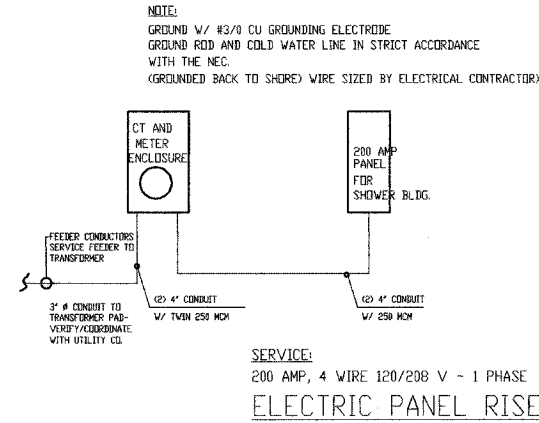 NOTE:
GROUND W/ #3/0 CU GROUNDING ELECTRODE
GROUND ROD AND COLD WATER LINE IN STRICT ACCORDANCE
WITH THE NEC.
(GROUNDED BACK TO SHORE) WIRE SIZED BY ELECTRICAL CONTRACTOR)
CT AND
METER
ENCLOSURE
200 AMP
PANEL
FOR
SHOWER BLDG.
FEEDER CONDUCTORS
SERVICE FEEDER TO
TRANSFORMER
3" ø CONDUIT TO
TRANSFORMER PAD-
VERIFY/COORDINATE
WITH UTILITY CO.
(2) 4" CONDUIT
W/ TWIN 250 MCM
(2) 4" CONDUIT
W/ 250 MCM
SERVICE:
200 AMP, 4 WIRE 120/208 V ~ 1 PHASE
ELECTRIC PANEL RISE